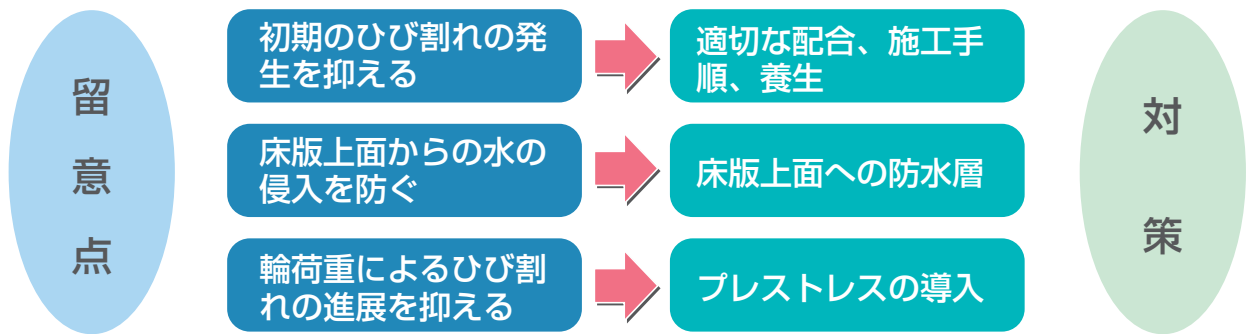 留意点
初期のひび割れの発
生を抑える
適切な配合、施工手
順、養生
床版上面からの水の
侵入を防ぐ
床版上面への防水層
輪荷重によるひび割
れの進展を抑える
プレストレスの導入
対策